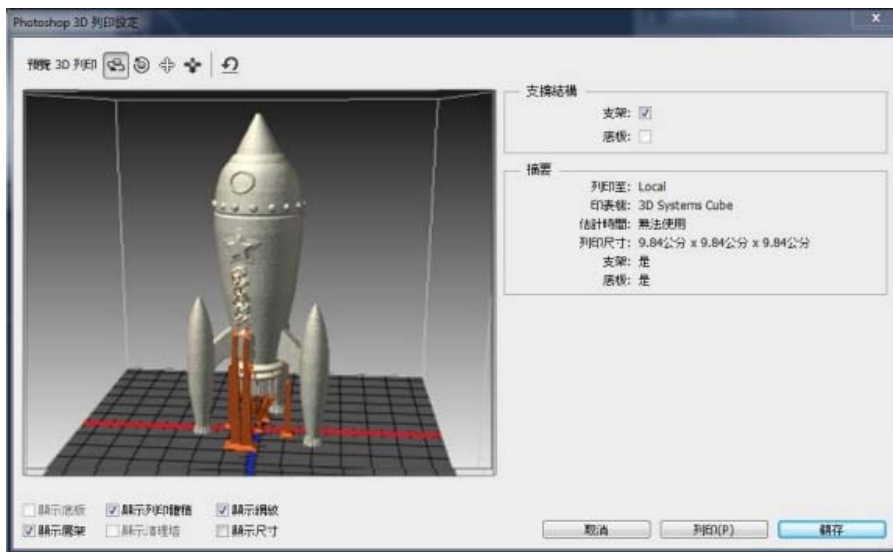 Photoshop 3D 列印設定
預覽 3D 列印
支撐結構
支架:
底板:
摘要
列印至: Local
印表機: 3D Systems Cube
估計時間: 無法使用
列印尺寸: 9.84公分 x 9.84公分 x 9.84公分
支架: 是
底板: 是
顯示底板 顯示列印體積 顯示網紋
顯示鷹架 顯示清理塔 顯示尺寸
取消 列印(P) 轉存